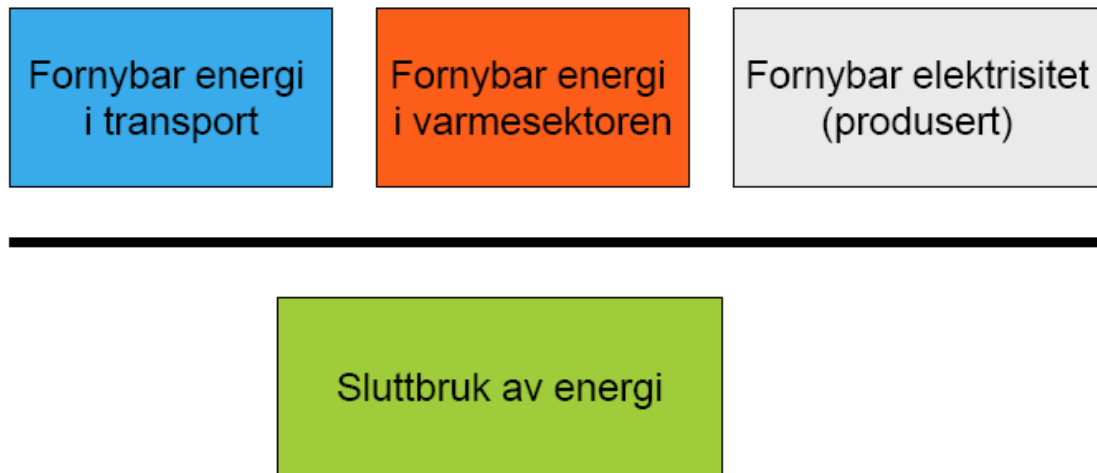 Fornybar energi
i transport
Fornybar energi
i varmesektoren
Fornybar elektrisitet
(produsert)
Sluttbruk av energi